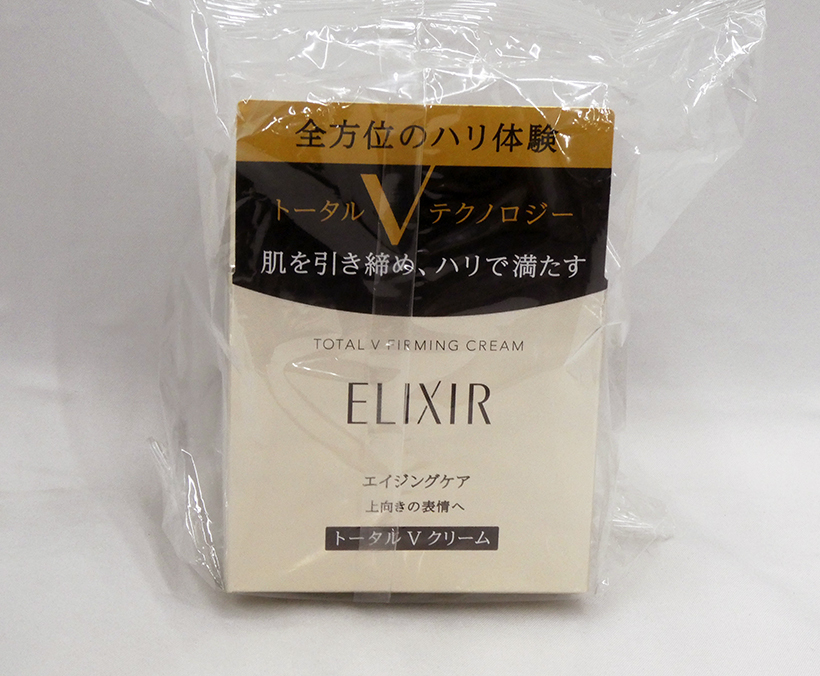 全方位のハリ体験
トータル V テクノロジー
肌を引き締め、ハリで満たす
TOTAL V FIRMING CREAM
ELIXIR
エイジングケア
上向きの表情へ
トータル V クリーム